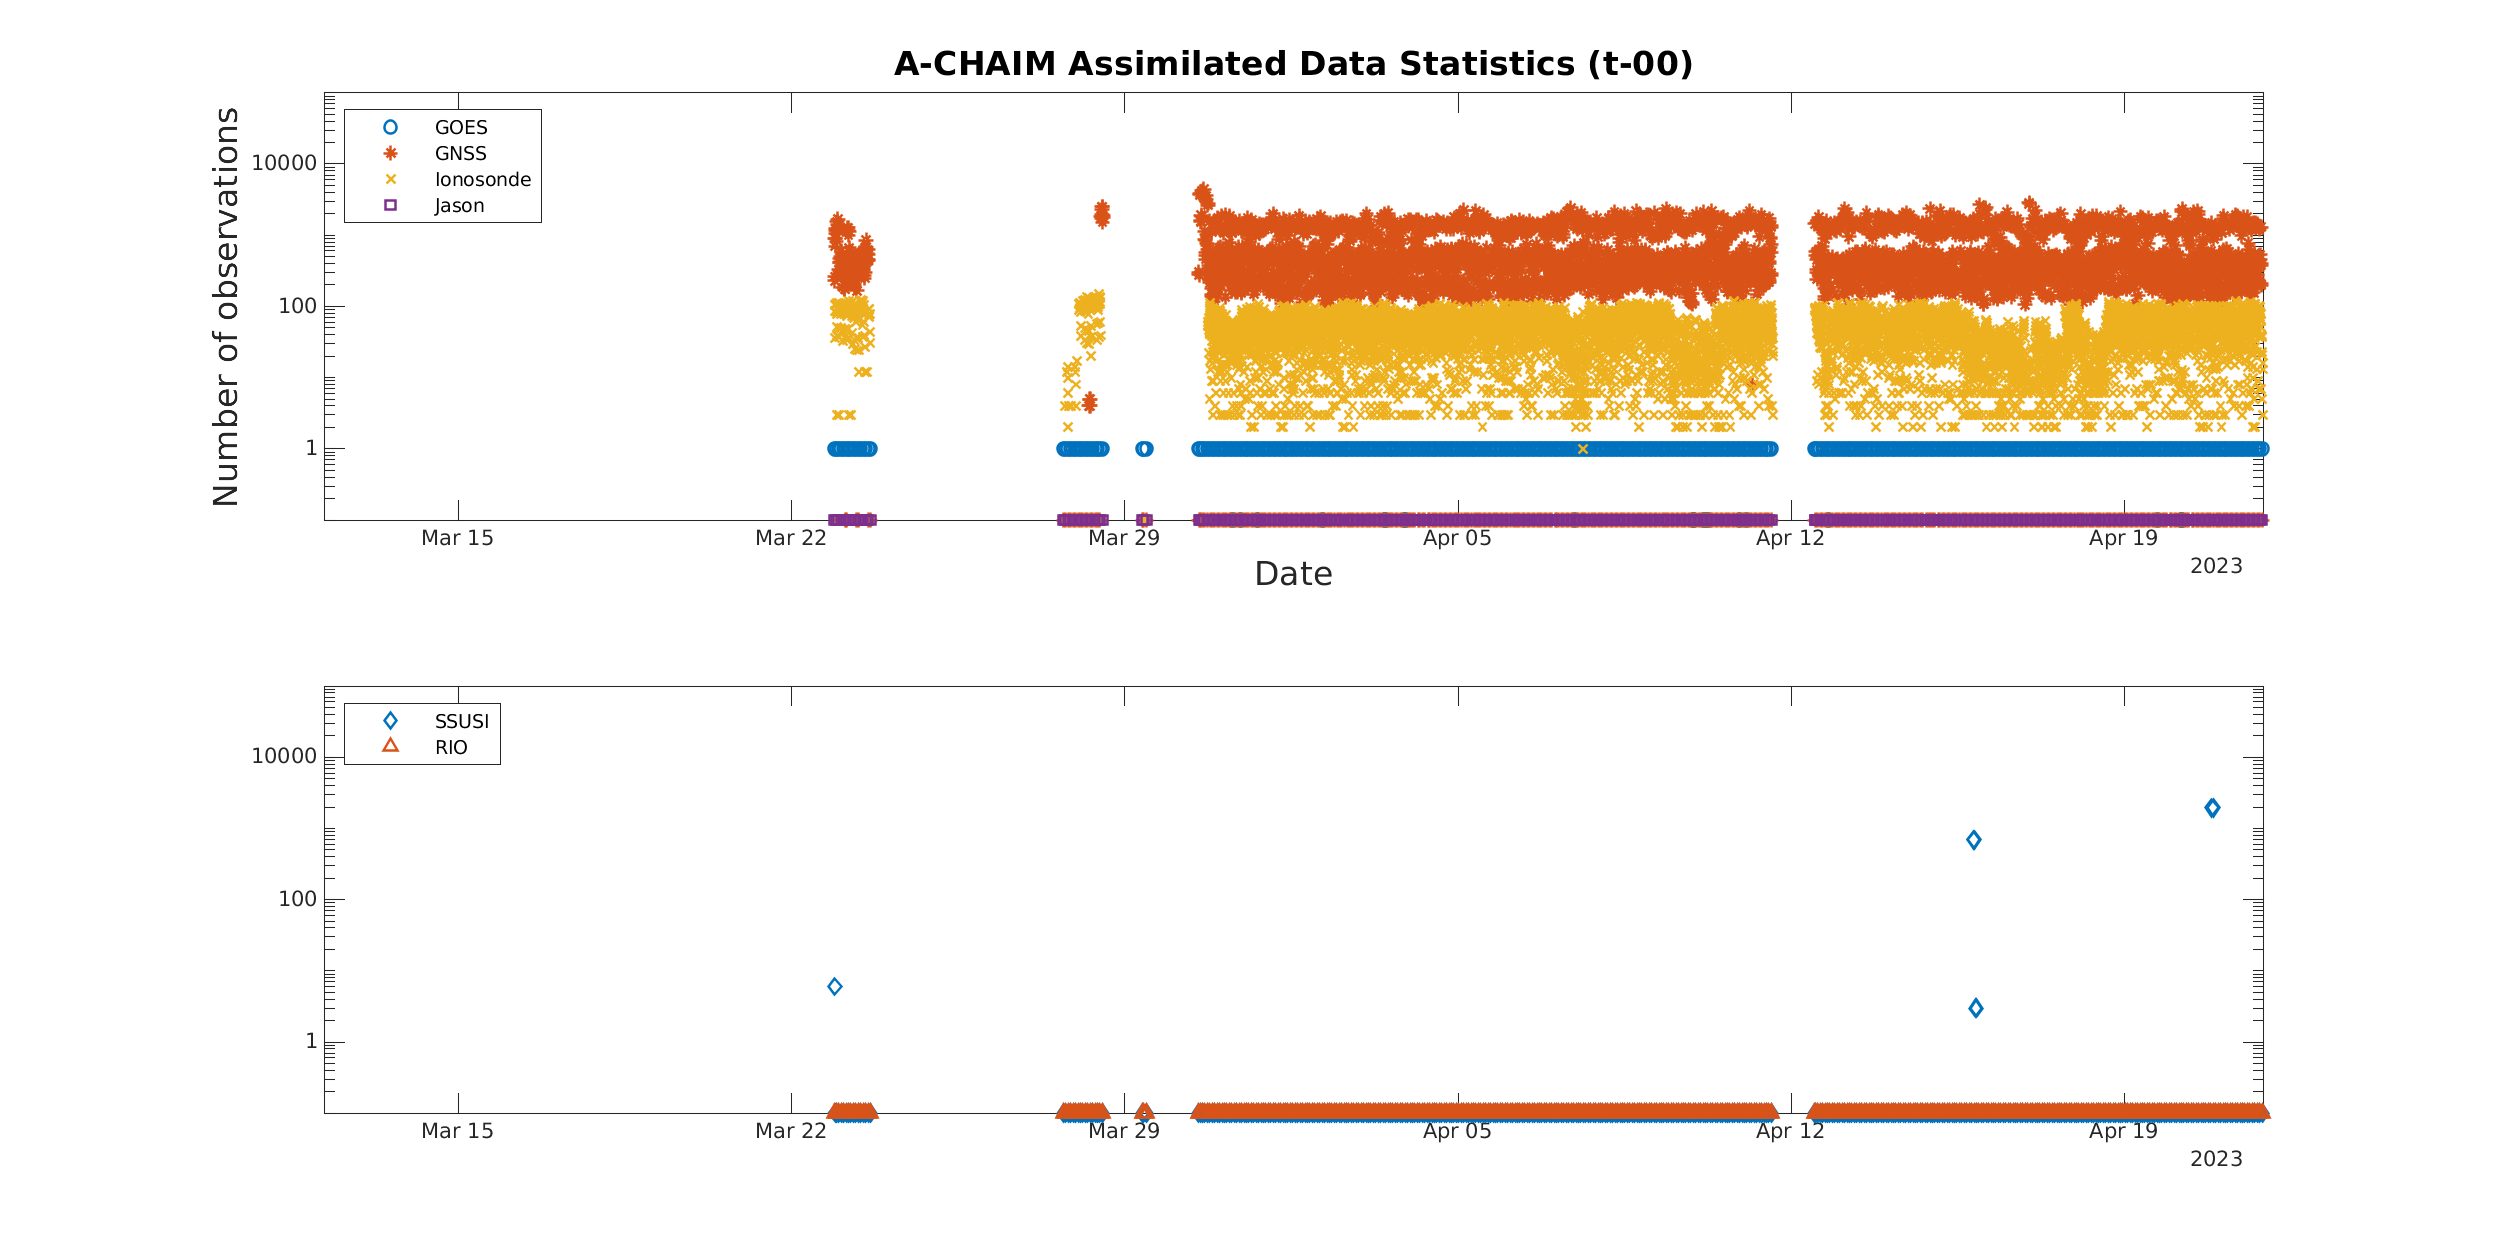 A-CHAIM Assimilated Data Statistics (t-00)
Number of observations
10000
100
1
GOES
GNSS
Ionosonde
Jason
Mar 15 Mar 22 Mar 29 Apr 05 Apr 12 Apr 19
2023
Date
10000
100
1
SSUSI
RIO
Mar 15 Mar 22 Mar 29 Apr 05 Apr 12 Apr 19
2023